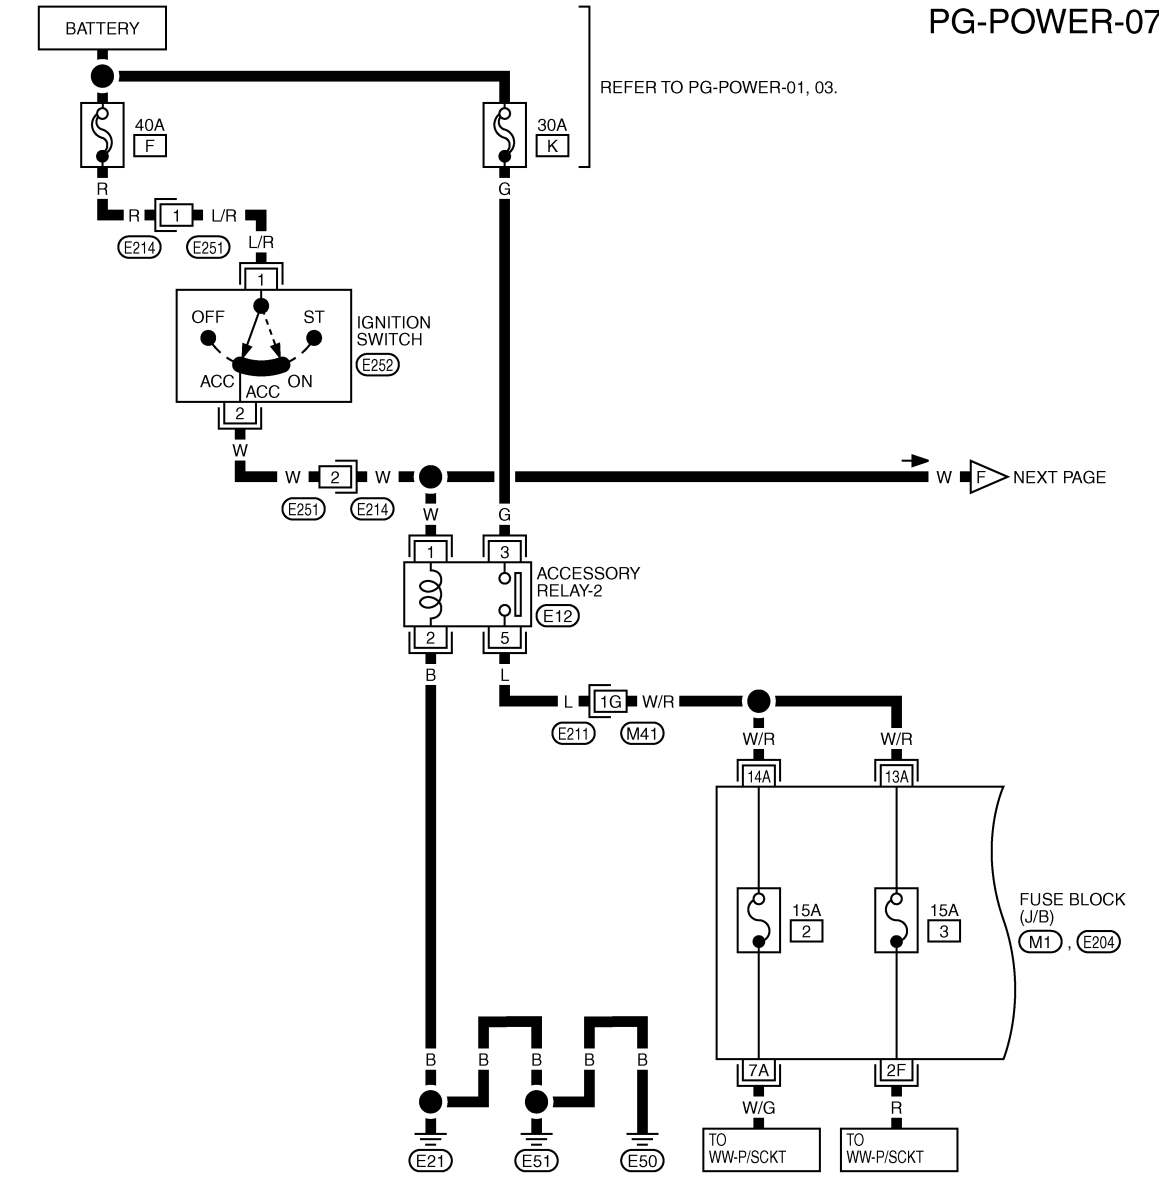 PG-POWER-07
BATTERY
REFER TO PG-POWER-01, 03.
40A
F
30A
K
R
G
R
1
L/R
E214
E251
L/R
1
OFF
ST
IGNITION
SWITCH
E252
ACC
ACC
ON
2
W
W
2
W
W
F
NEXT PAGE
E251
E214
W
G
1
3
ACCESSORY
RELAY-2
E12
2
5
B
L
L
1G
W/R
E211
M41
W/R
W/R
14A
13A
15A
2
15A
3
FUSE BLOCK
(J/B)
M1 , E204
B
B
B
B
B
7A
2F
W/G
R
E21
E51
E50
TO
WW-P/SCKT
TO
WW-P/SCKT